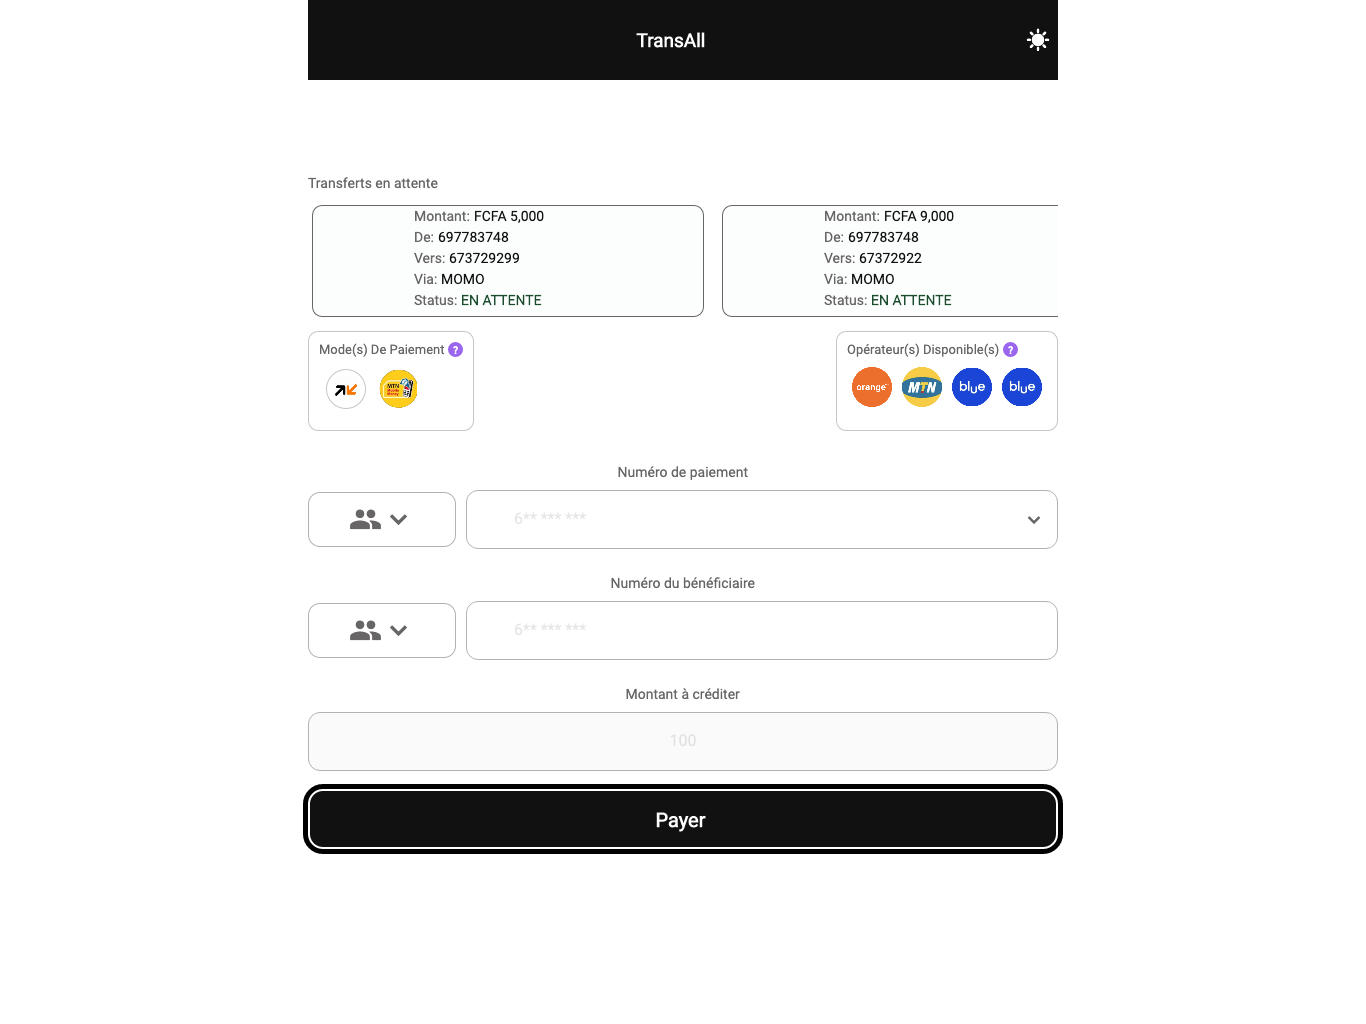 TransAll
Transferts en attente
Montant: FCFA 5,000
De: 697783748
Vers: 673729299
Via: MOMO
Status: EN ATTENTE
Montant: FCFA 9,000
De: 697783748
Vers: 67372922
Via: MOMO
Status: EN ATTENTE
Mode(s) De Paiement ?
Opérateur(s) Disponible(s) ?
orange
MTN
blue
blue
Numéro de paiement
6** *** ***
Numéro du bénéficiaire
6** *** ***
Montant à créditer
100
Payer